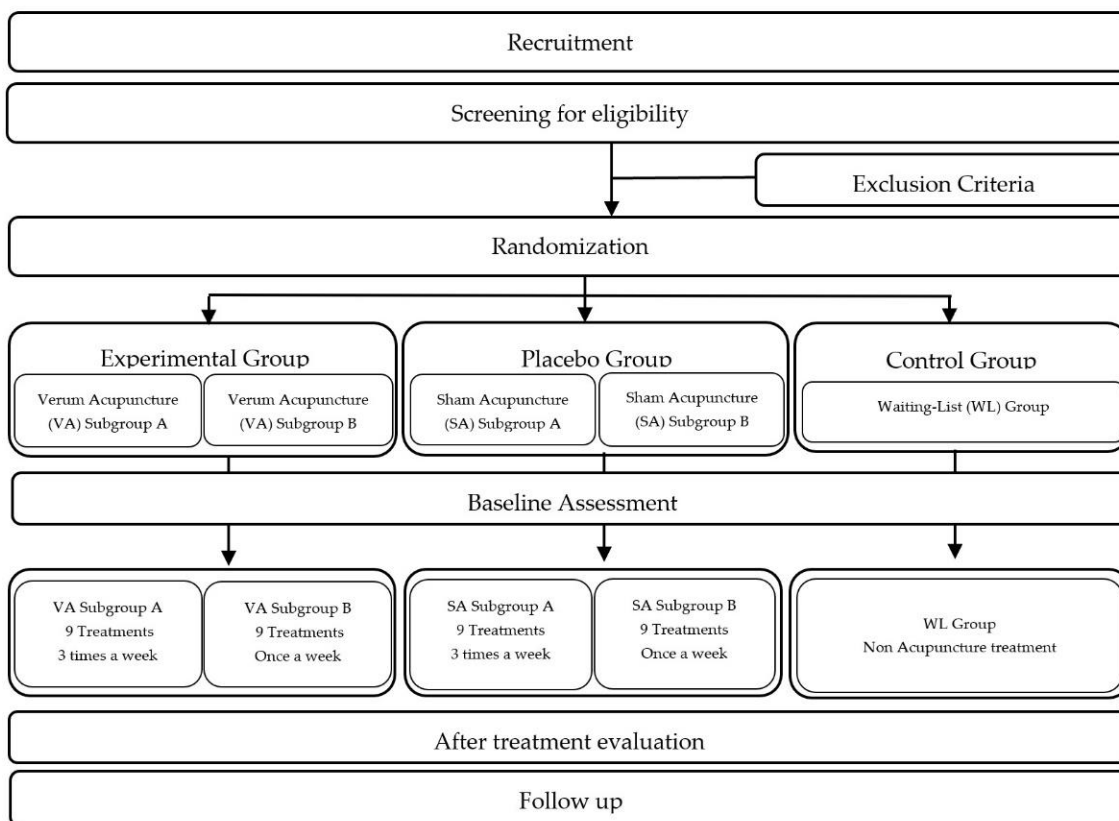 Recruitment
Screening for eligibility
Exclusion Criteria
Randomization
Experimental Group
Verum Acupuncture
(VA) Subgroup A
Verum Acupuncture
(VA) Subgroup B
Placebo Group
Sham Acupuncture
(SA) Subgroup A
Sham Acupuncture
(SA) Subgroup B
Control Group
Waiting-List (WL) Group
Baseline Assessment
VA Subgroup A
9 Treatments
3 times a week
VA Subgroup B
9 Treatments
Once a week
SA Subgroup A
9 Treatments
3 times a week
SA Subgroup B
9 Treatments
Once a week
WL Group
Non Acupuncture treatment
After treatment evaluation
Follow up